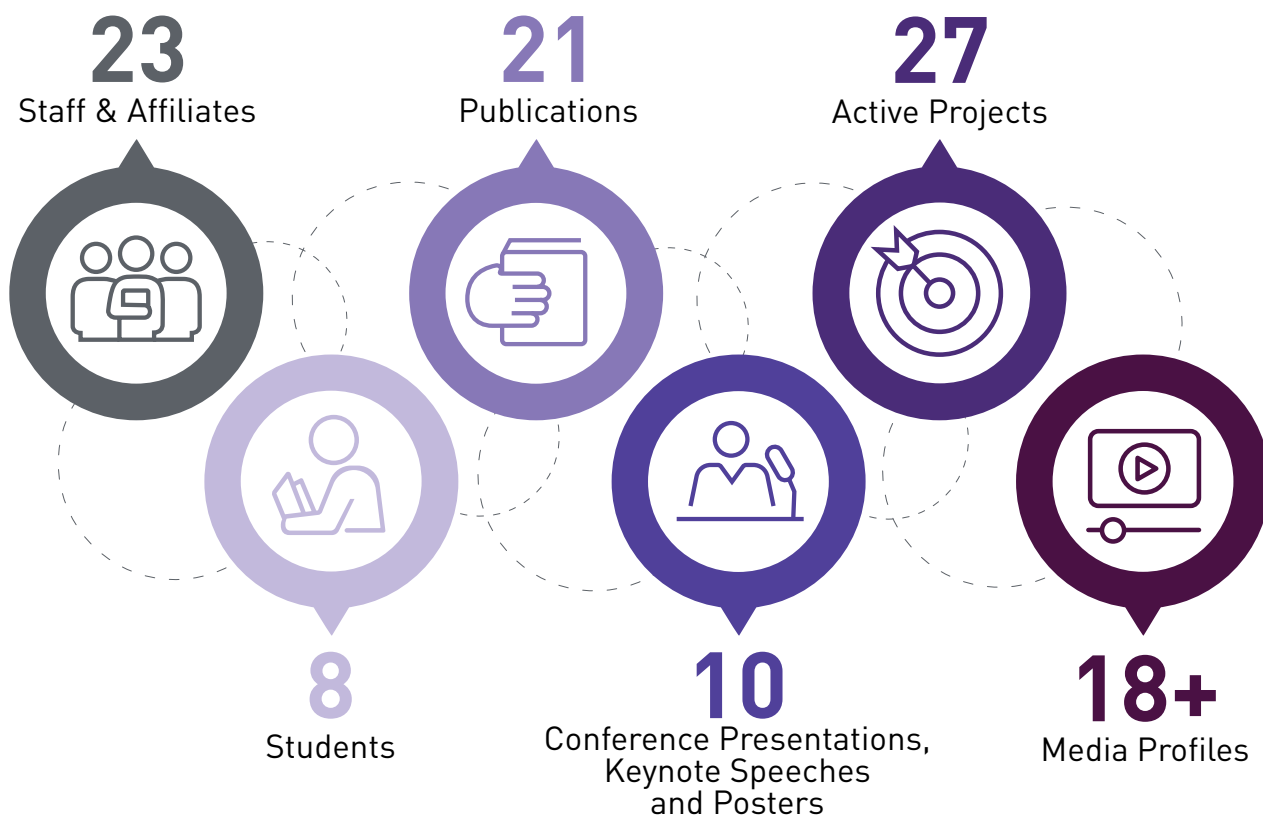 23
Staff & Affiliates
21
Publications
27
Active Projects
8
Students
10
Conference Presentations,
Keynote Speeches
and Posters
18+
Media Profiles